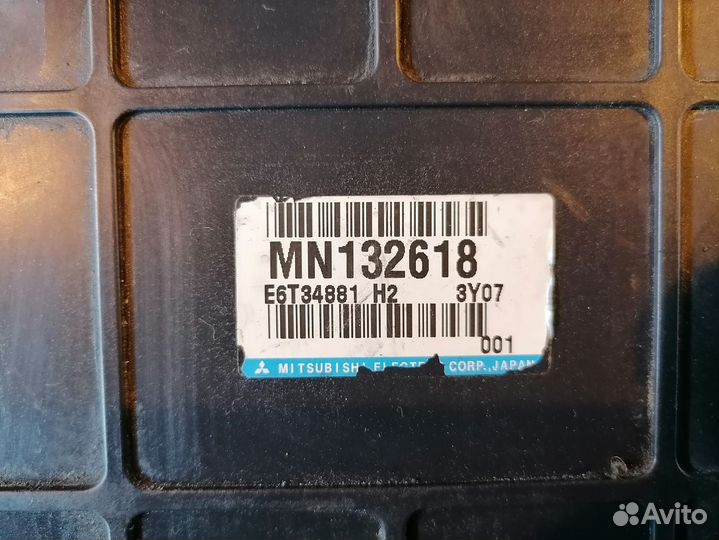 MN132618
E6T34881 H2 3Y07
001
MITSUBISHI CORP.,JAPAN
Avito